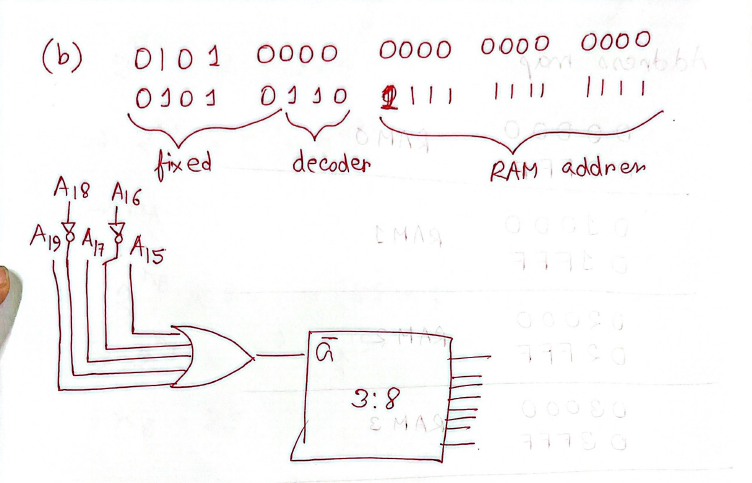 (b) 0101 0000 0000 0000 0000
0101 0110 1111 1111 1111
fixed decoder RAM address
A18 A16
A19 A17 A15
G̅
3:8